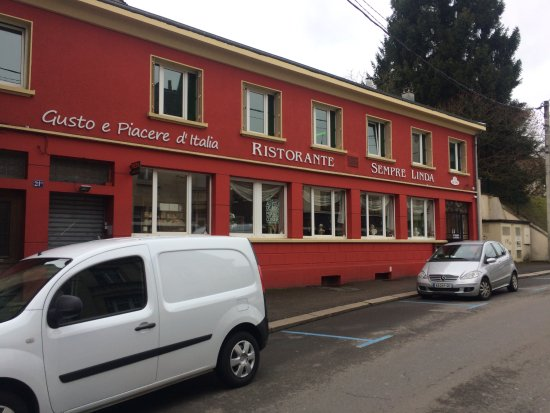 Gusto e Piacere d'Italia
RISTORANTE
SEMPRE LINDA